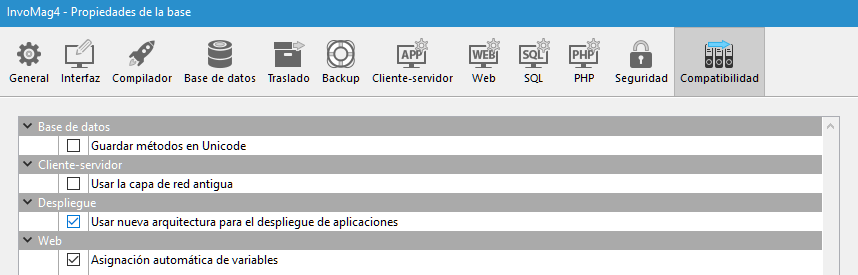 InvoMag4 - Propiedades de la base
General Interfaz Compilador Base de datos Traslado Backup Cliente-servidor Web SQL PHP Seguridad Compatibilidad
APP WEB SQL PHP
Base de datos
Guardar métodos en Unicode
Cliente-servidor
Usar la capa de red antigua
Despliegue
Usar nueva arquitectura para el despliegue de aplicaciones
Web
Asignación automática de variables